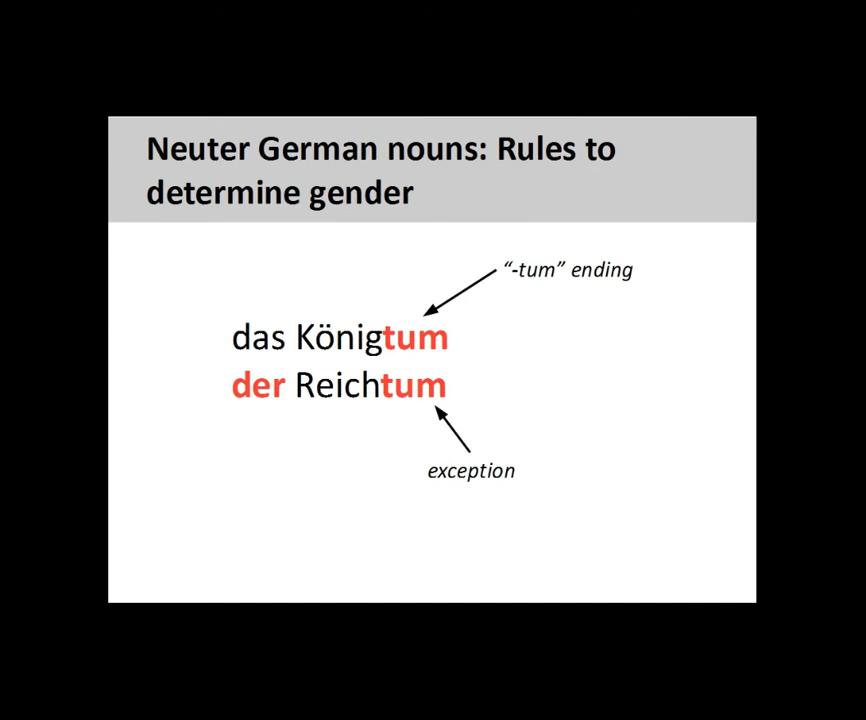 Neuter German nouns: Rules to
determine gender
“-tum” ending
das Königtum
der Reichtum
exception